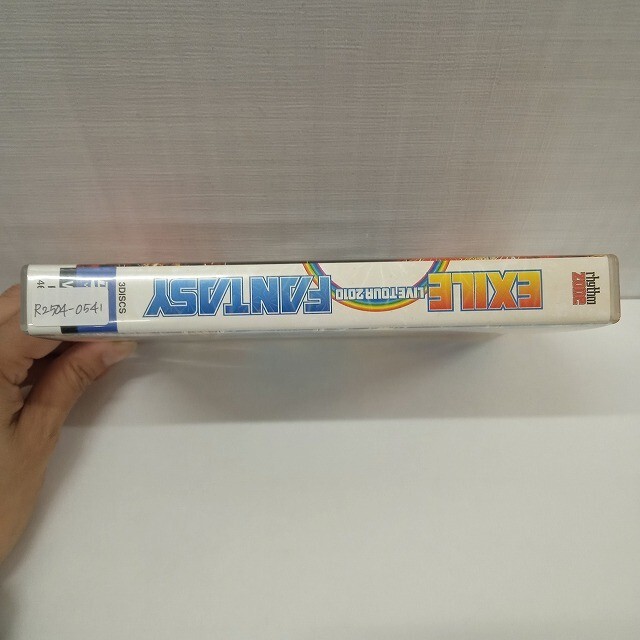 rhythm
zone
EXILE
LIVE TOUR 2010
FANTASY
3DISCS
R2504-0541